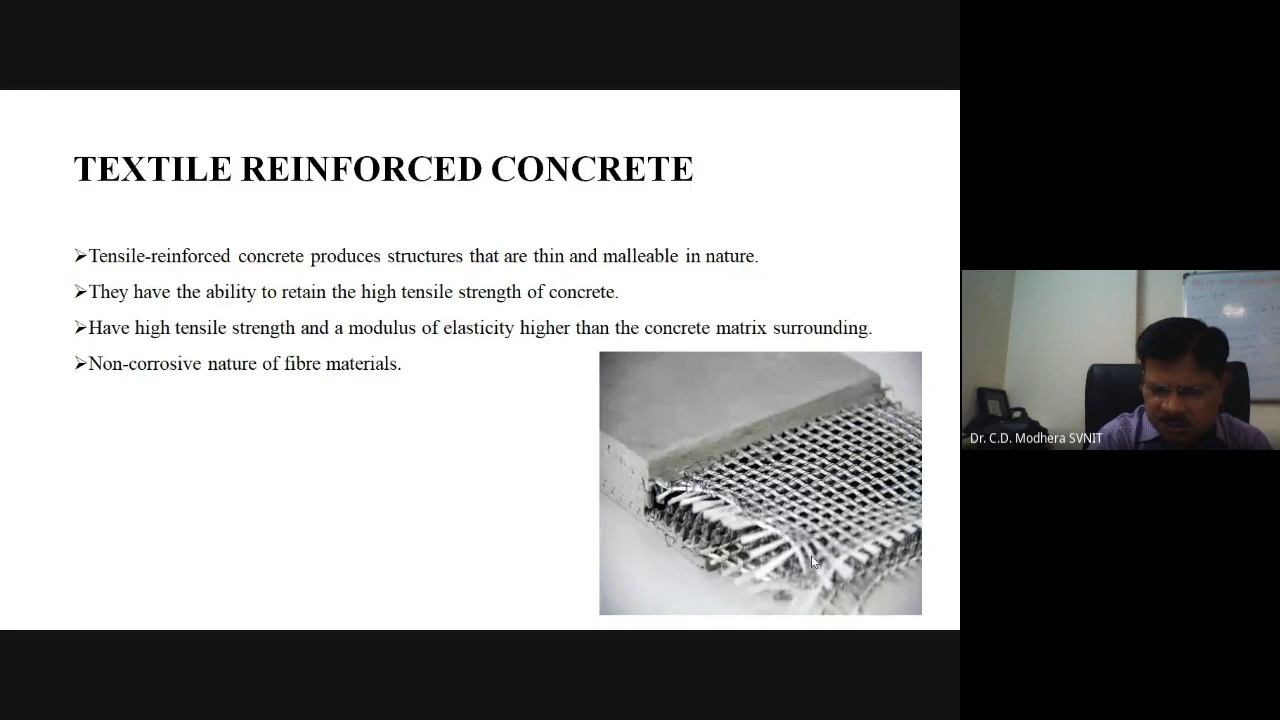 TEXTILE REINFORCED CONCRETE
➢Tensile-reinforced concrete produces structures that are thin and malleable in nature.
➢They have the ability to retain the high tensile strength of concrete.
➢Have high tensile strength and a modulus of elasticity higher than the concrete matrix surrounding.
➢Non-corrosive nature of fibre materials.
Dr. C.D. Modhera SVNIT